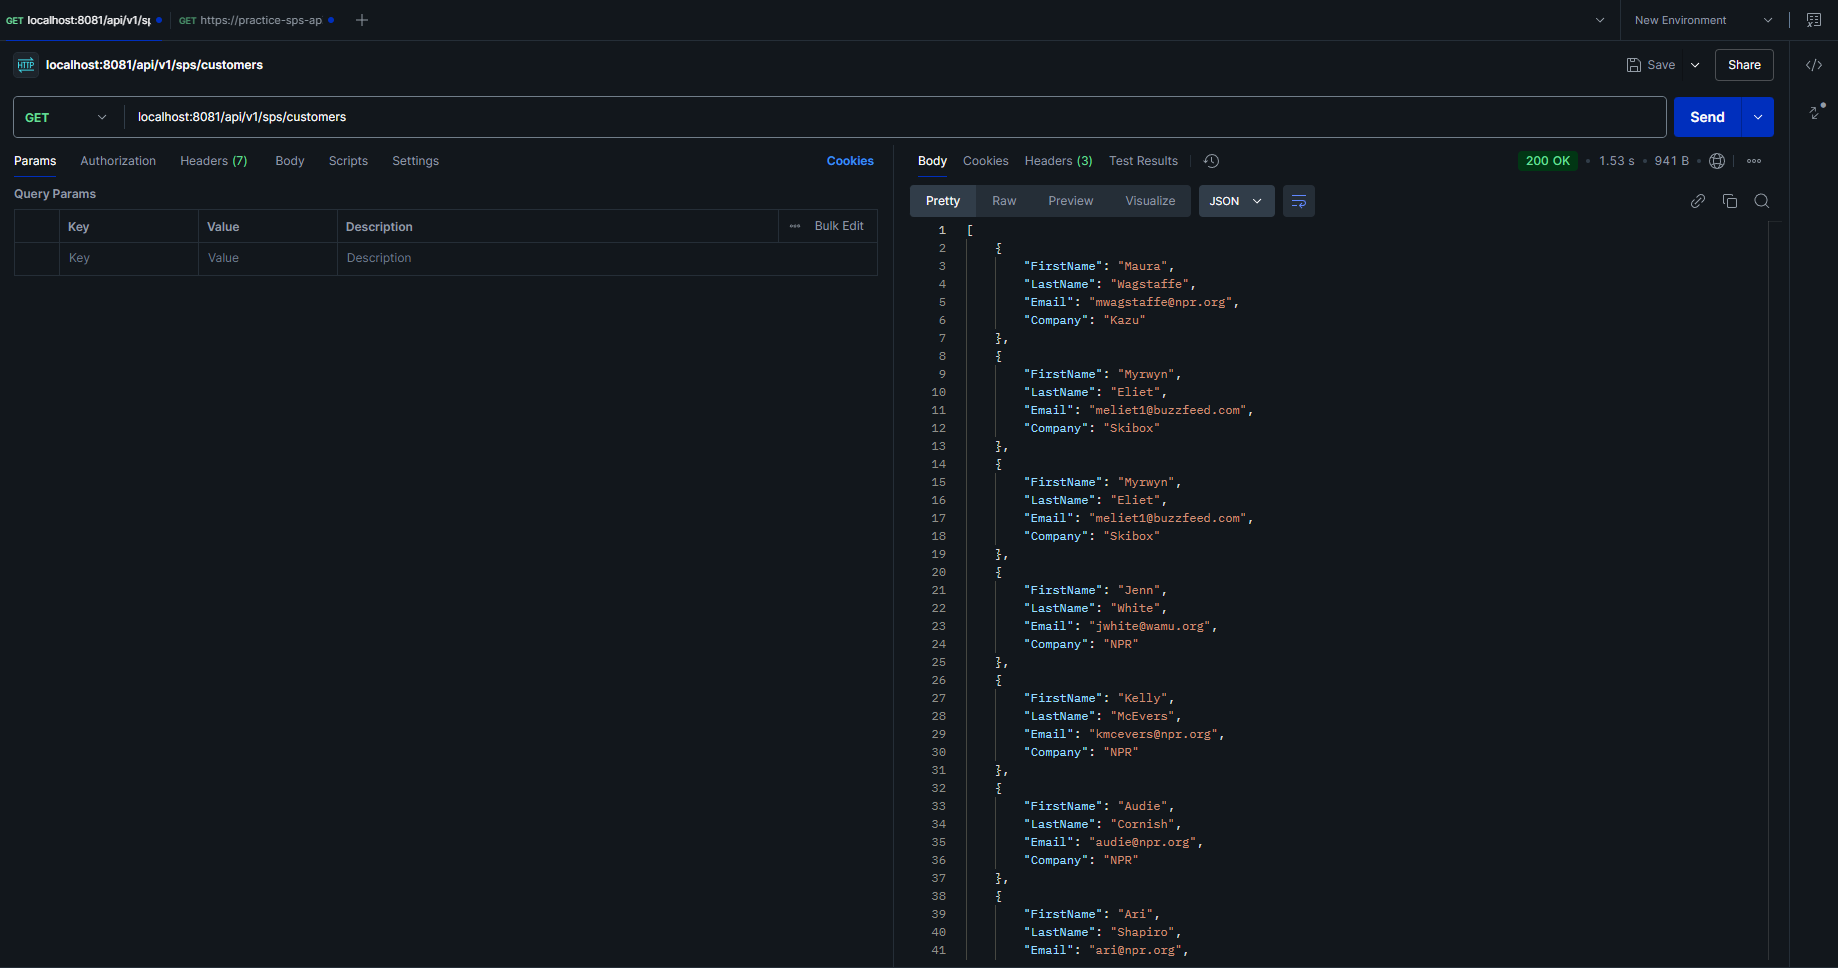 GET localhost:8081/api/v1/sp
GET https://practice-sps-ap
New Environment
HTTP localhost:8081/api/v1/sps/customers
Save
Share
GET localhost:8081/api/v1/sps/customers
Send
Params Authorization Headers (7) Body Scripts Settings Cookies
Query Params
Key Value Description Bulk Edit
Key Value Description
Body Cookies Headers (3) Test Results
200 OK • 1.53 s • 941 B •
Pretty Raw Preview Visualize JSON
1 [
2 {
3 "FirstName": "Maura",
4 "LastName": "Wagstaffe",
5 "Email": "mwagstaffe@npr.org",
6 "Company": "Kazu"
7 },
8 {
9 "FirstName": "Myrwyn",
10 "LastName": "Eliet",
11 "Email": "meliet1@buzzfeed.com",
12 "Company": "Skibox"
13 },
14 {
15 "FirstName": "Myrwyn",
16 "LastName": "Eliet",
17 "Email": "meliet1@buzzfeed.com",
18 "Company": "Skibox"
19 },
20 {
21 "FirstName": "Jenn",
22 "LastName": "White",
23 "Email": "jwhite@wamu.org",
24 "Company": "NPR"
25 },
26 {
27 "FirstName": "Kelly",
28 "LastName": "McEvers",
29 "Email": "kmcevers@npr.org",
30 "Company": "NPR"
31 },
32 {
33 "FirstName": "Audie",
34 "LastName": "Cornish",
35 "Email": "audie@npr.org",
36 "Company": "NPR"
37 },
38 {
39 "FirstName": "Ari",
40 "LastName": "Shapiro",
41 "Email": "ari@npr.org",